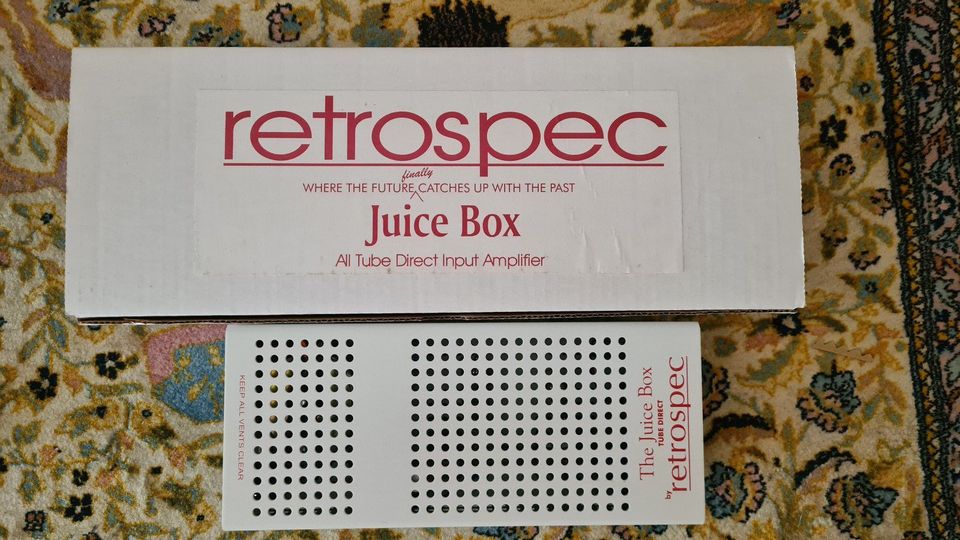 retrospec
finally
WHERE THE FUTURE CATCHES UP WITH THE PAST
Juice Box
All Tube Direct Input Amplifier
KEEP ALL VENTS CLEAR
The Juice Box
TUBE DIRECT
by retrospec